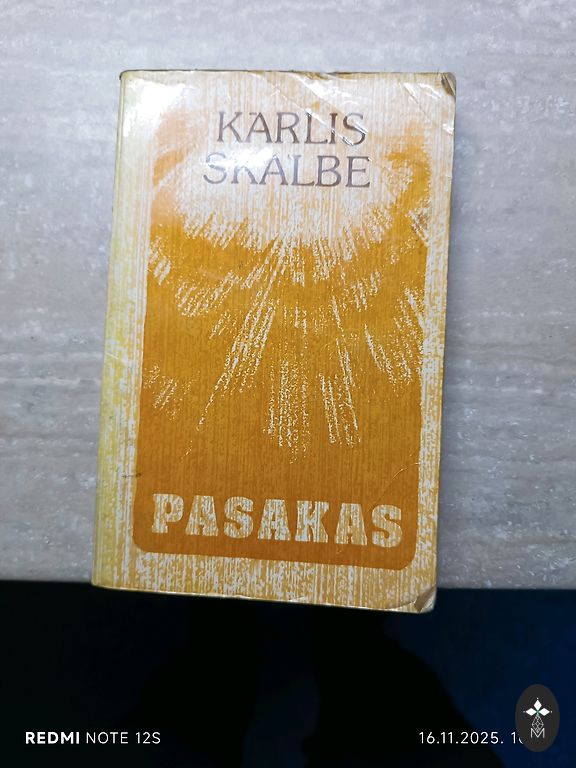 KARLIS
SKALBE
PASAKAS
REDMI NOTE 12S
16.11.2025.
M